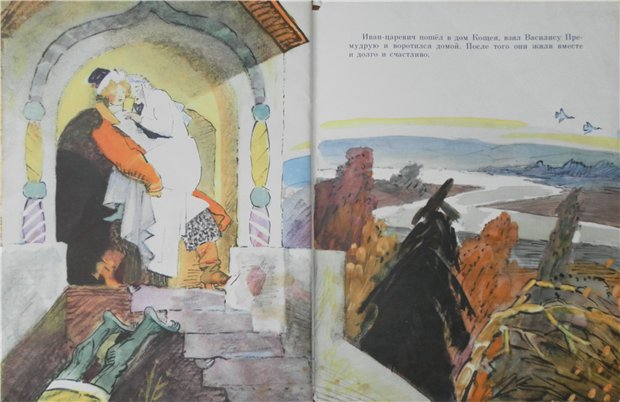 Иван-царевич пошёл в дом Кощея, взял Василису Пре-
мудрую и воротился домой. После того они жили вместе
и долго и счастливо.